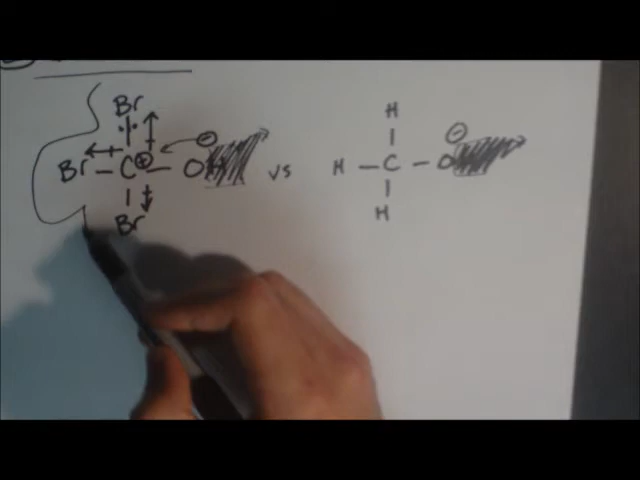 Br
H
Br - C ⊕ - O ⊖
vs
H - C - O ⊖
H
Br